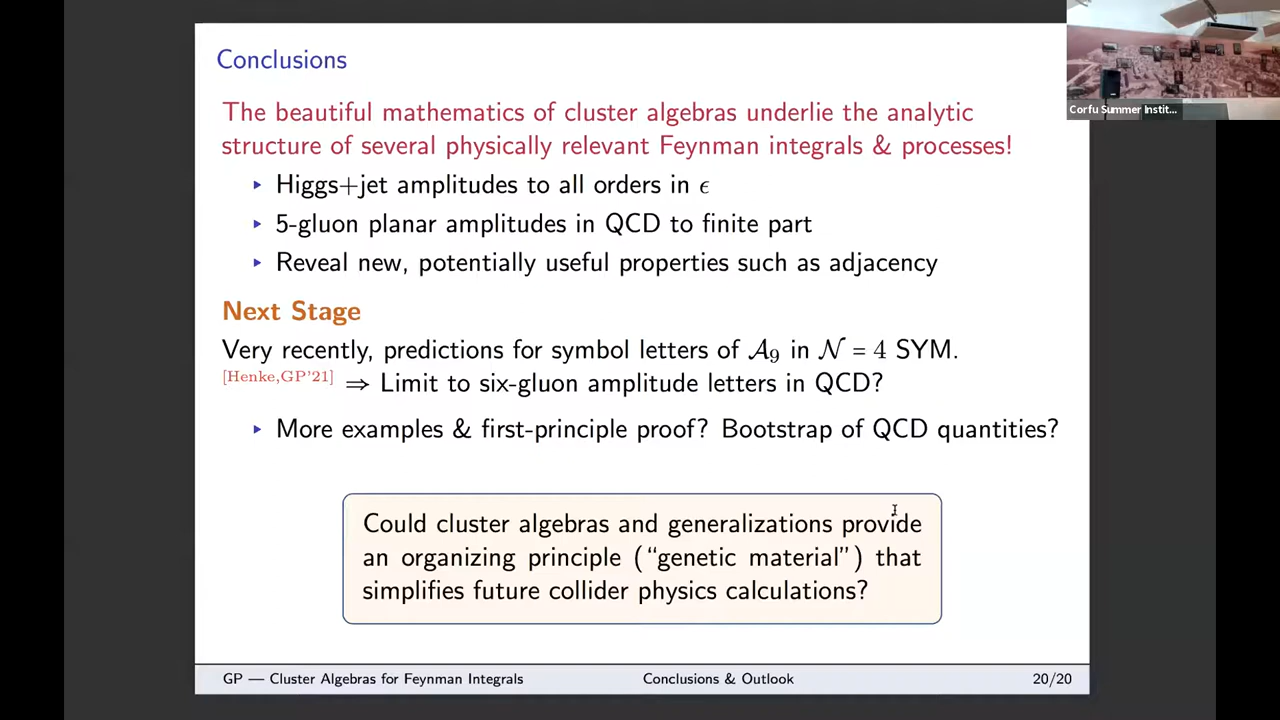 Conclusions
The beautiful mathematics of cluster algebras underlie the analytic
structure of several physically relevant Feynman integrals & processes!
▸ Higgs+jet amplitudes to all orders in ϵ
▸ 5-gluon planar amplitudes in QCD to finite part
▸ Reveal new, potentially useful properties such as adjacency
Next Stage
Very recently, predictions for symbol letters of 𝒜₉ in 𝒩 = 4 SYM.
[Henke,GP'21] ⇒ Limit to six-gluon amplitude letters in QCD?
▸ More examples & first-principle proof? Bootstrap of QCD quantities?
Could cluster algebras and generalizations provide
an organizing principle (“genetic material”) that
simplifies future collider physics calculations?
GP — Cluster Algebras for Feynman Integrals Conclusions & Outlook 20/20
Corfu Summer Instit...